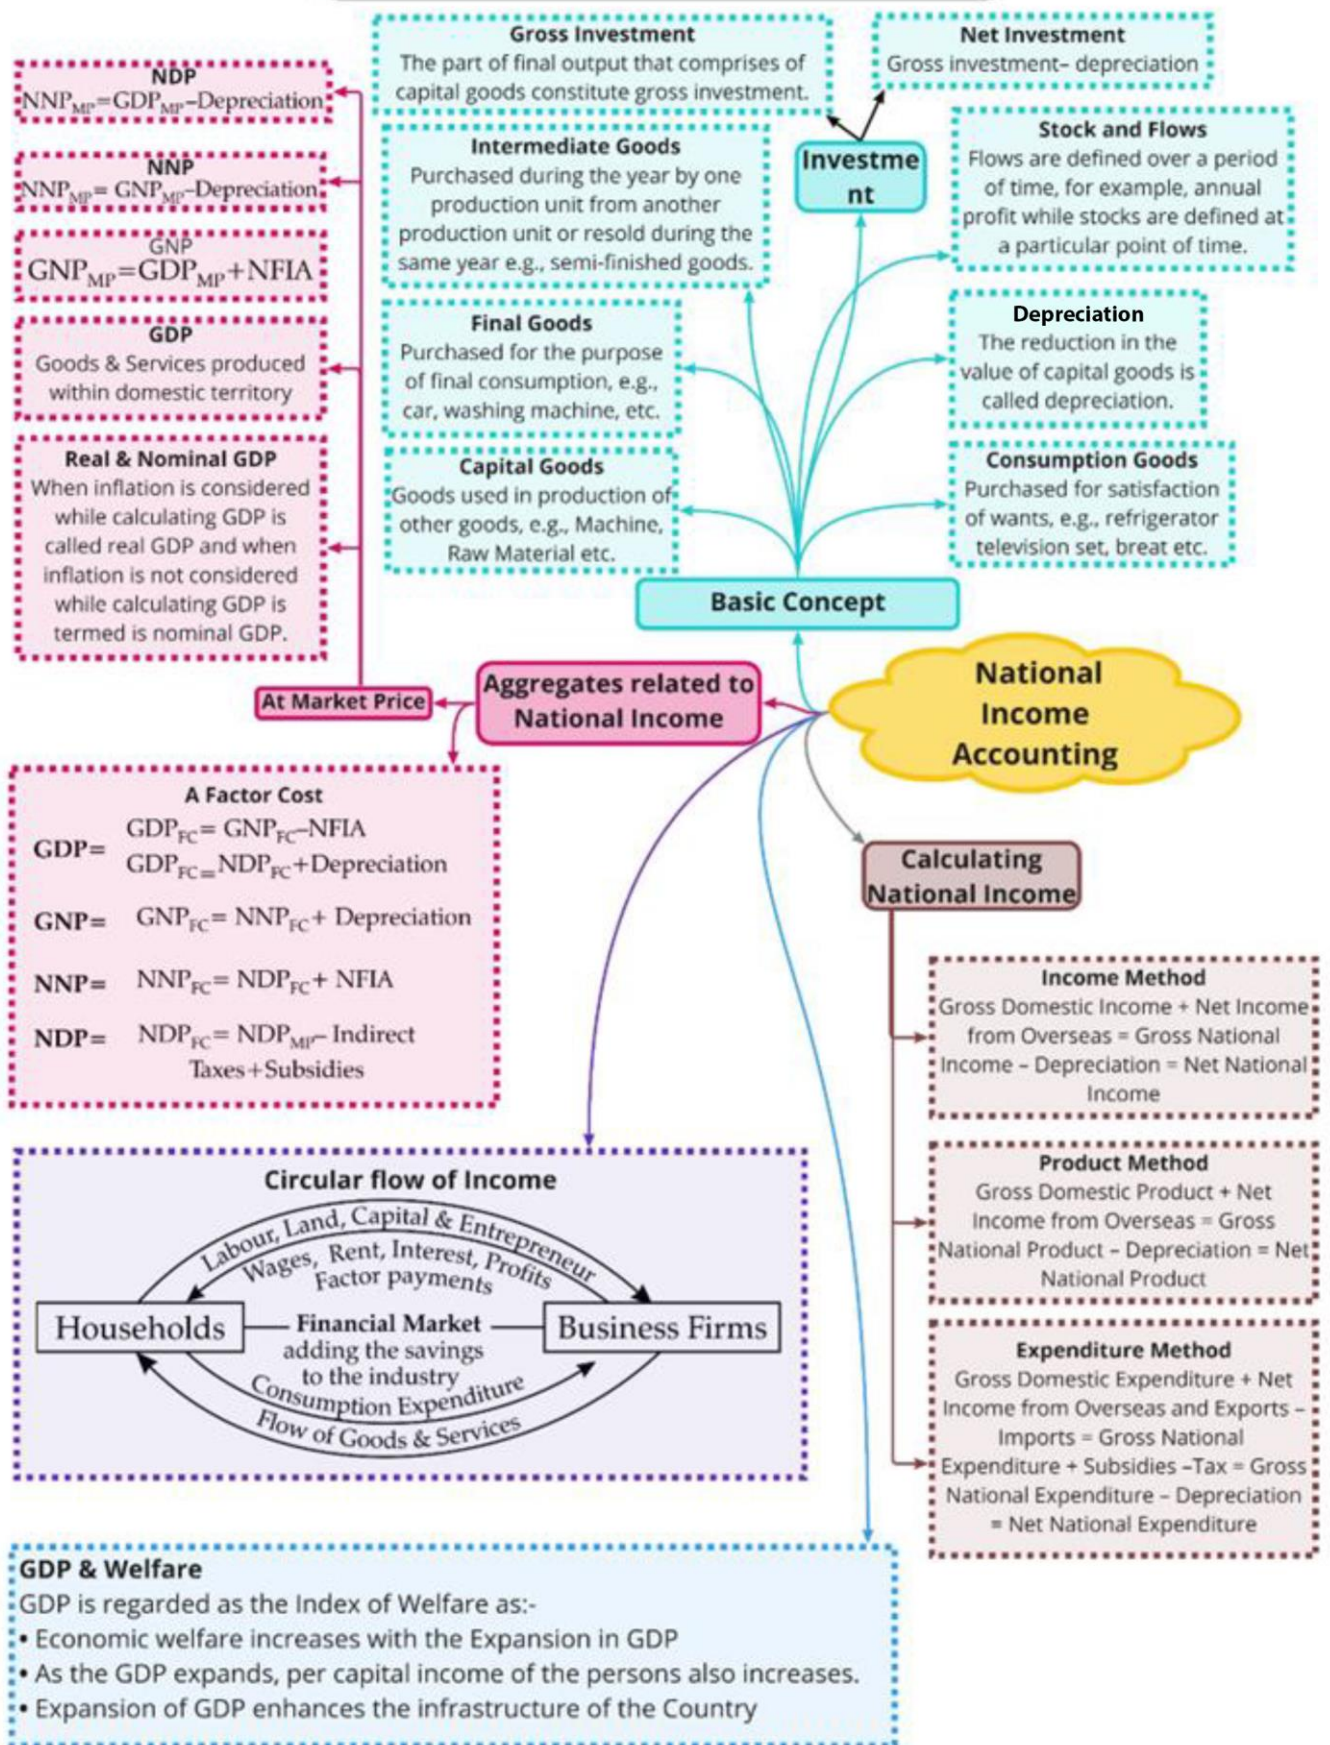 Gross Investment
The part of final output that comprises of
capital goods constitute gross investment.
Net Investment
Gross investment– depreciation
NDP
NNP_MP=GDP_MP–Depreciation
NNP
NNP_MP= GNP_MP–Depreciation
GNP
GNP_MP=GDP_MP+NFIA
GDP
Goods & Services produced
within domestic territory
Real & Nominal GDP
When inflation is considered
while calculating GDP is
called real GDP and when
inflation is not considered
while calculating GDP is
termed is nominal GDP.
Intermediate Goods
Purchased during the year by one
production unit from another
production unit or resold during the
same year e.g., semi-finished goods.
Final Goods
Purchased for the purpose
of final consumption, e.g.,
car, washing machine, etc.
Capital Goods
Goods used in production of
other goods, e.g., Machine,
Raw Material etc.
Investme
nt
Stock and Flows
Flows are defined over a period
of time, for example, annual
profit while stocks are defined at
a particular point of time.
Depreciation
The reduction in the
value of capital goods is
called depreciation.
Consumption Goods
Purchased for satisfaction
of wants, e.g., refrigerator
television set, breat etc.
Basic Concept
National
Income
Accounting
Aggregates related to
National Income
At Market Price
A Factor Cost
GDP=
GDP_FC= GNP_FC–NFIA
GDP_FC=NDP_FC+Depreciation
GNP= GNP_FC= NNP_FC+ Depreciation
NNP= NNP_FC= NDP_FC+ NFIA
NDP= NDP_FC= NDP_MP– Indirect
Taxes+Subsidies
Calculating
National Income
Income Method
Gross Domestic Income + Net Income
from Overseas = Gross National
Income – Depreciation = Net National
Income
Product Method
Gross Domestic Product + Net
Income from Overseas = Gross
National Product – Depreciation = Net
National Product
Expenditure Method
Gross Domestic Expenditure + Net
Income from Overseas and Exports –
Imports = Gross National
Expenditure + Subsidies –Tax = Gross
National Expenditure – Depreciation
= Net National Expenditure
Circular flow of Income
Labour, Land, Capital & Entrepreneur
Wages, Rent, Interest, Profits
Factor payments
Households
Financial Market
Business Firms
adding the savings
to the industry
Consumption Expenditure
Flow of Goods & Services
GDP & Welfare
GDP is regarded as the Index of Welfare as:-
• Economic welfare increases with the Expansion in GDP
• As the GDP expands, per capital income of the persons also increases.
• Expansion of GDP enhances the infrastructure of the Country